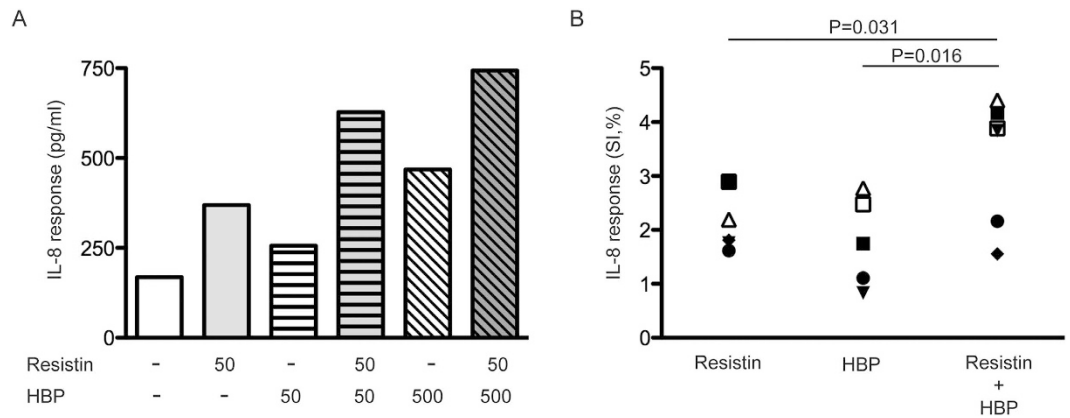 A
IL-8 response (pg/ml)
750
500
250
0
Resistin - 50 - 50 - 50
HBP - - 50 50 500 500
B
P=0.031
P=0.016
IL-8 response (SI,%)
5
4
3
2
1
0
Resistin
HBP
Resistin
+
HBP